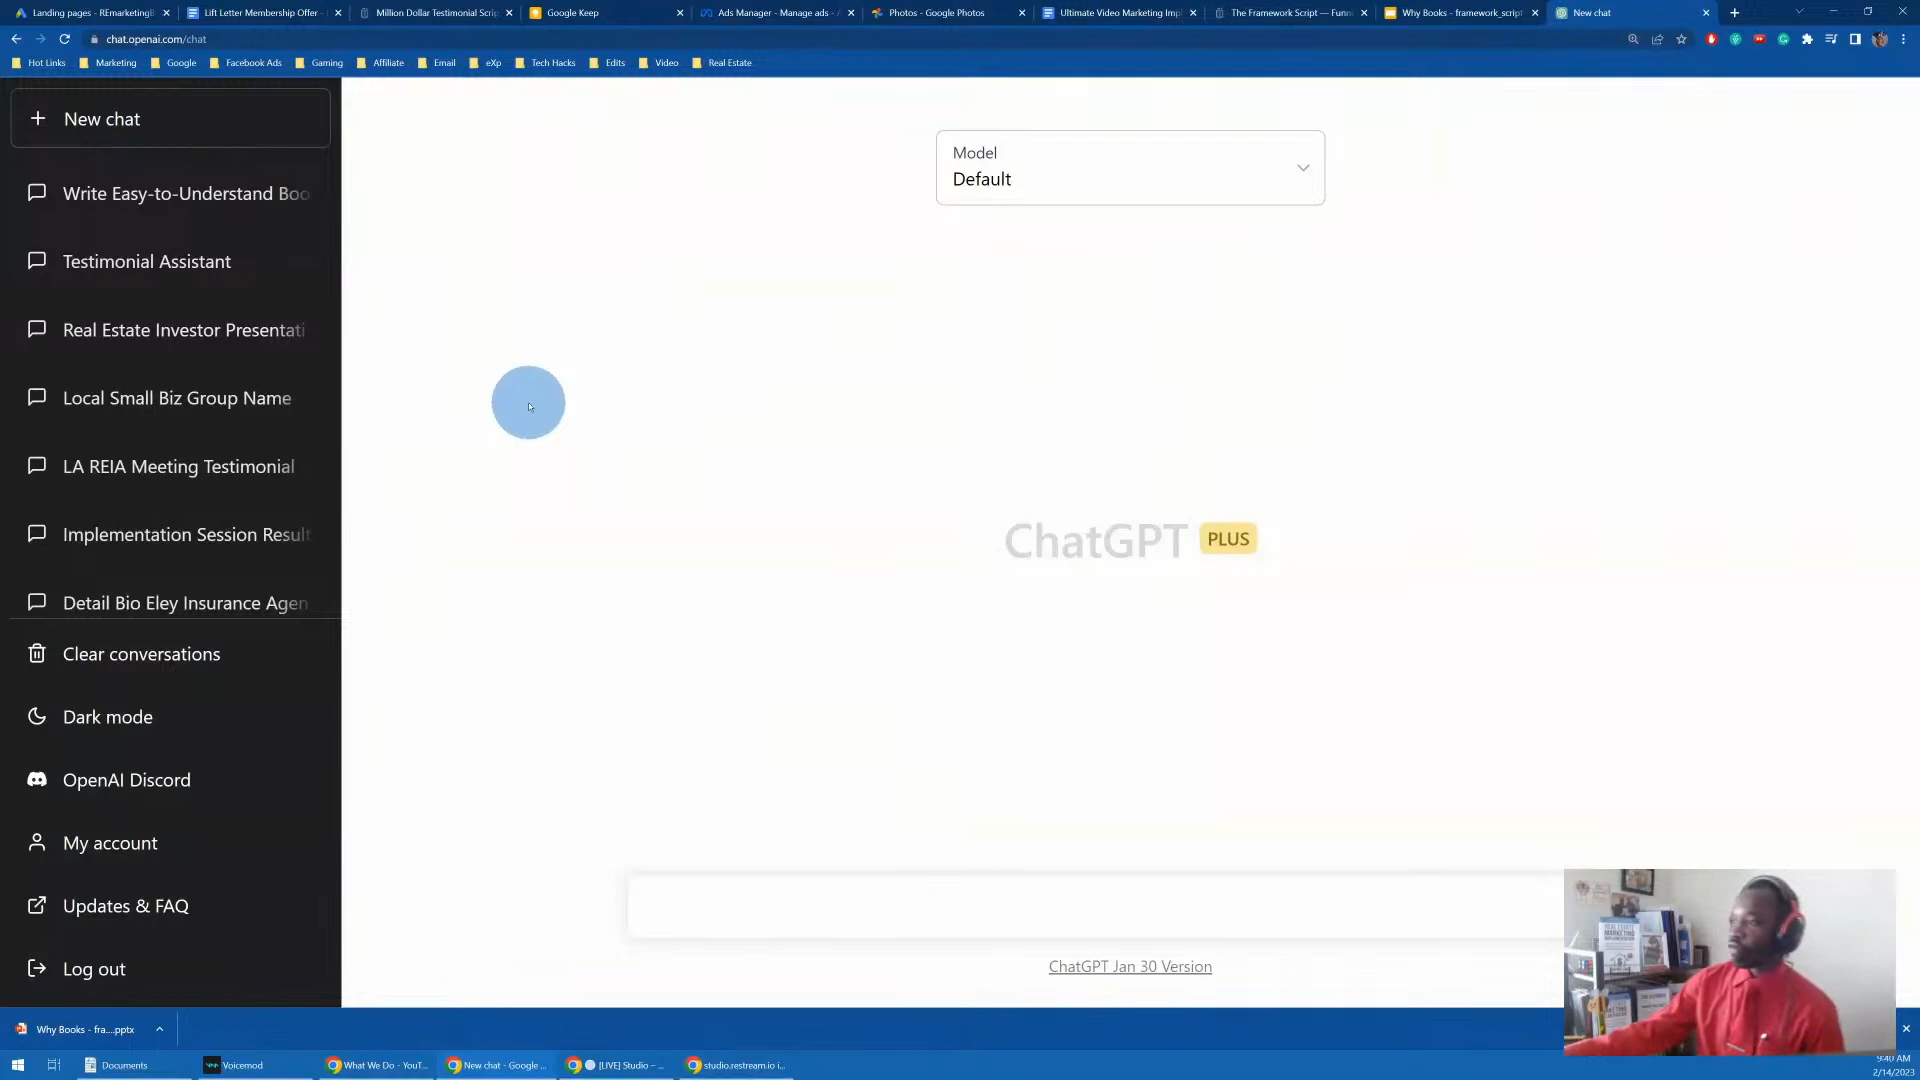 Landing pages - REmarketingB
Lift Letter Membership Offer -
Million Dollar Testimonial Scrip
Google Keep
Ads Manager - Manage ads - A
Photos - Google Photos
Ultimate Video Marketing Impl
The Framework Script — Funn
Why Books - framework_script
New chat
chat.openai.com/chat
Hot Links
Marketing
Google
Facebook Ads
Gaming
Affiliate
Email
eXp
Tech Hacks
Edits
Video
Real Estate
New chat
Write Easy-to-Understand Boo
Testimonial Assistant
Real Estate Investor Presentati
Local Small Biz Group Name
LA REIA Meeting Testimonial
Implementation Session Result
Detail Bio Eley Insurance Agen
Clear conversations
Dark mode
OpenAI Discord
My account
Updates & FAQ
Log out
Model
Default
ChatGPT PLUS
ChatGPT Jan 30 Version
Why Books - fra....pptx
Documents
Voicemod
What We Do - YouT...
New chat - Google ...
[LIVE] Studio – ...
studio.restream.io i...
9:40 AM
2/14/2023